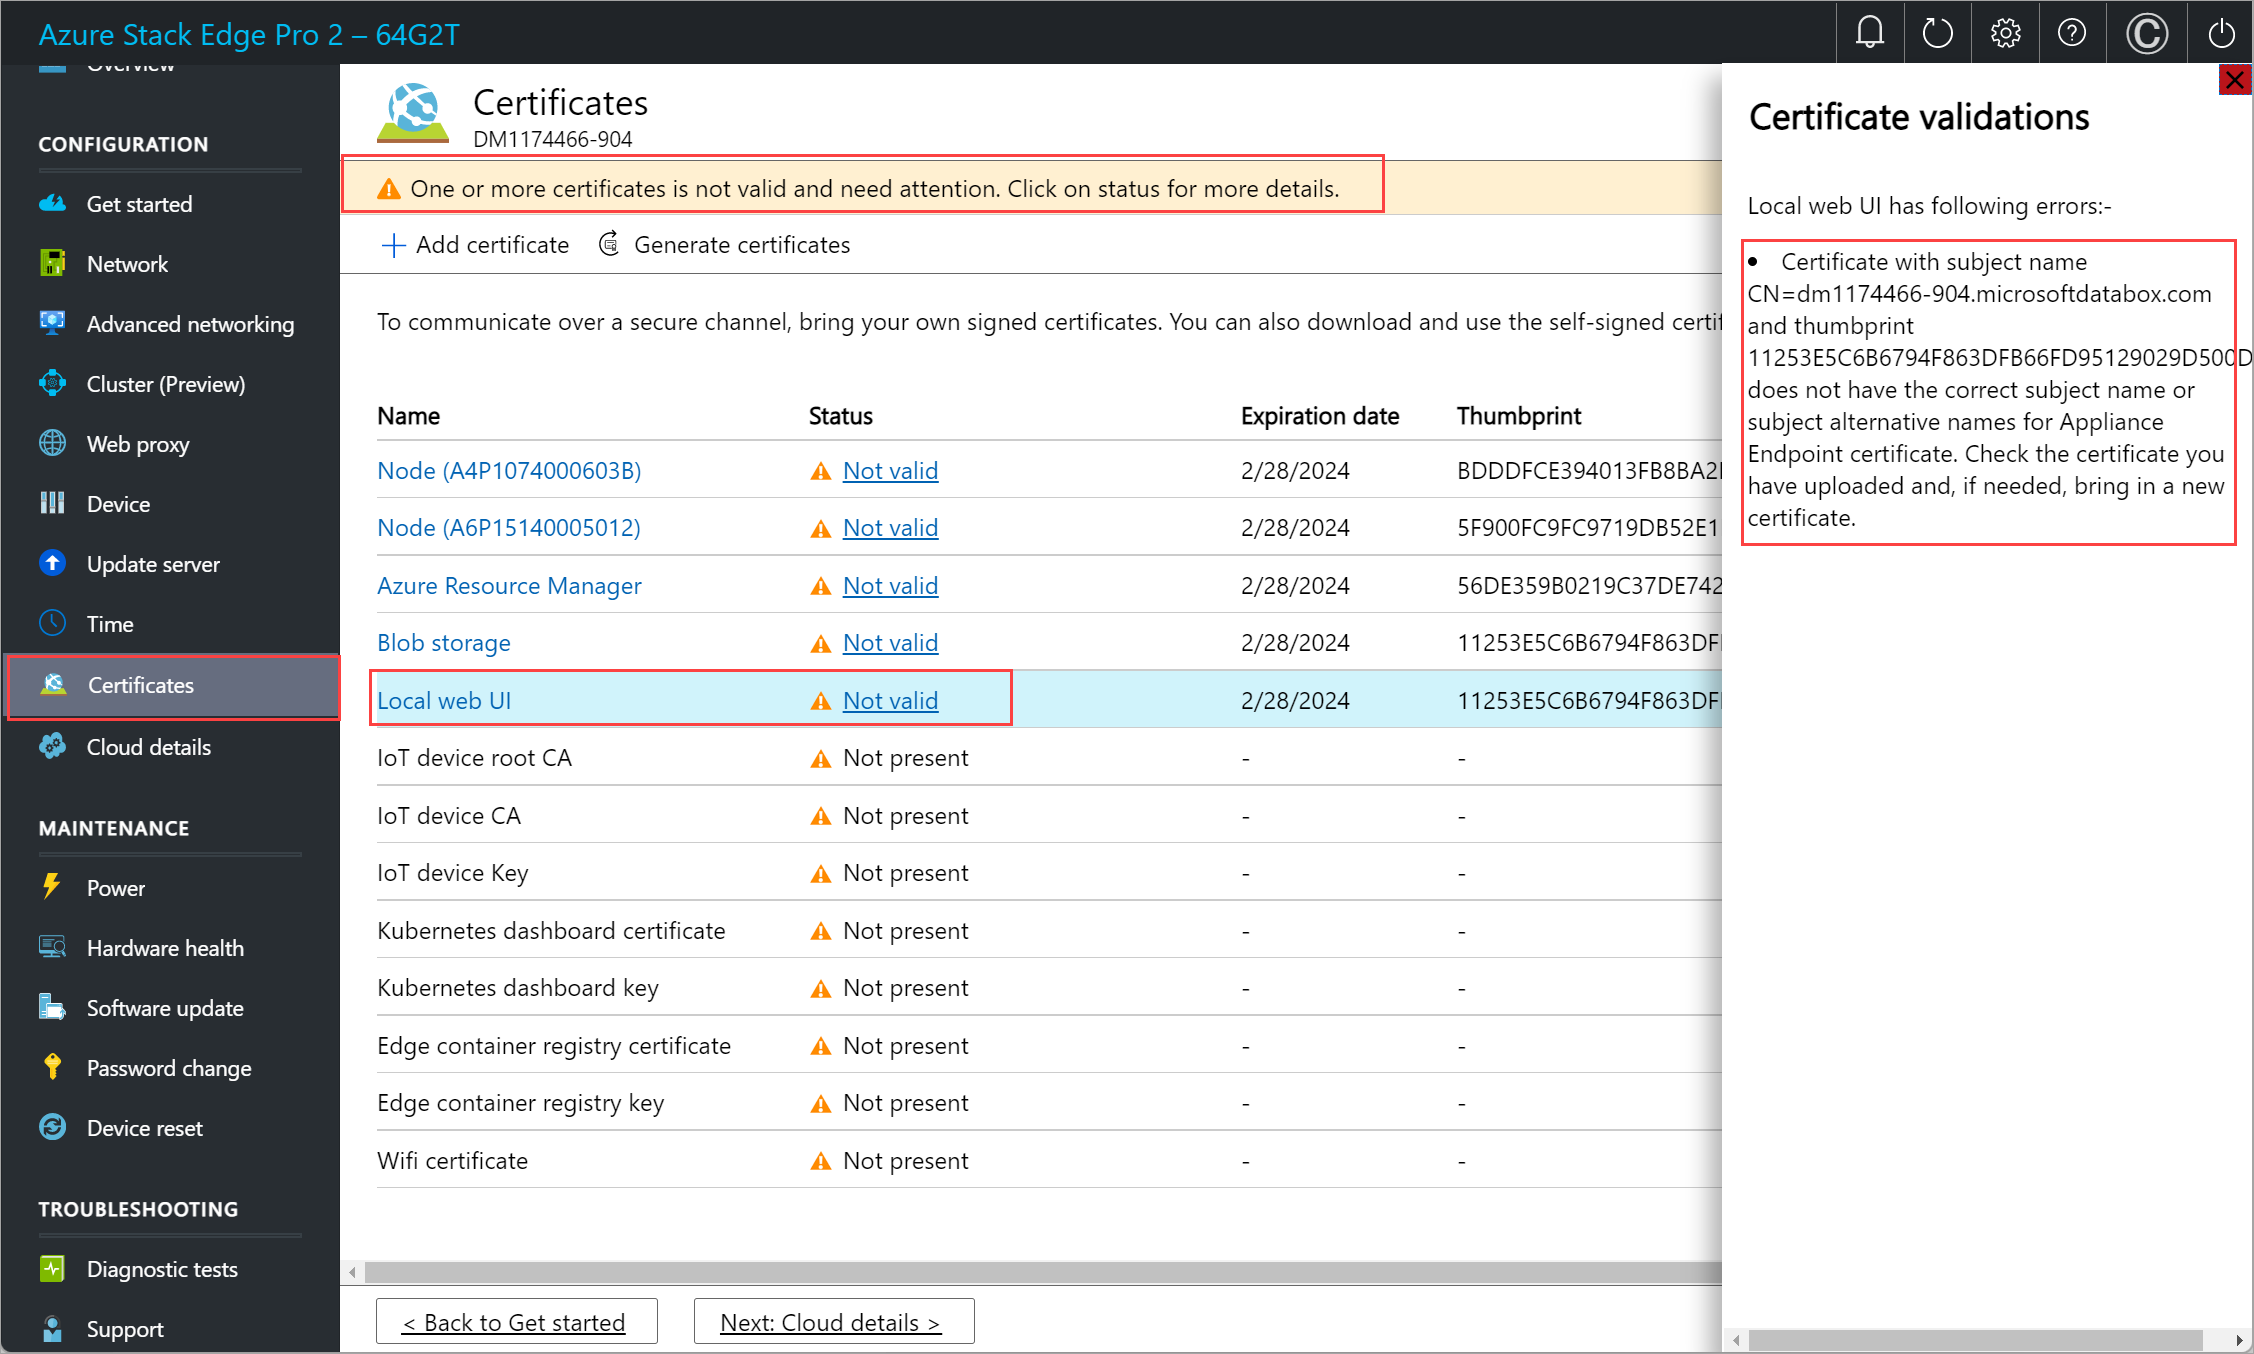 Azure Stack Edge Pro 2 – 64G2T
Overview
CONFIGURATION
Get started
Network
Advanced networking
Cluster (Preview)
Web proxy
Device
Update server
Time
Certificates
Cloud details
MAINTENANCE
Power
Hardware health
Software update
Password change
Device reset
TROUBLESHOOTING
Diagnostic tests
Support
Certificates
DM1174466-904
One or more certificates is not valid and need attention. Click on status for more details.
Add certificate Generate certificates
To communicate over a secure channel, bring your own signed certificates. You can also download and use the self-signed certif
Name Status Expiration date Thumbprint
Node (A4P1074000603B) Not valid 2/28/2024 BDDDFCE394013FB8BA2
Node (A6P15140005012) Not valid 2/28/2024 5F900FC9FC9719DB52E1
Azure Resource Manager Not valid 2/28/2024 56DE359B0219C37DE742
Blob storage Not valid 2/28/2024 11253E5C6B6794F863DF
Local web UI Not valid 2/28/2024 11253E5C6B6794F863DF
IoT device root CA Not present - -
IoT device CA Not present - -
IoT device Key Not present - -
Kubernetes dashboard certificate Not present - -
Kubernetes dashboard key Not present - -
Edge container registry certificate Not present - -
Edge container registry key Not present - -
Wifi certificate Not present - -
< Back to Get started Next: Cloud details >
Certificate validations
Local web UI has following errors:-
• Certificate with subject name
CN=dm1174466-904.microsoftdatabox.com
and thumbprint
11253E5C6B6794F863DFB66FD95129029D500D
does not have the correct subject name or
subject alternative names for Appliance
Endpoint certificate. Check the certificate you
have uploaded and, if needed, bring in a new
certificate.